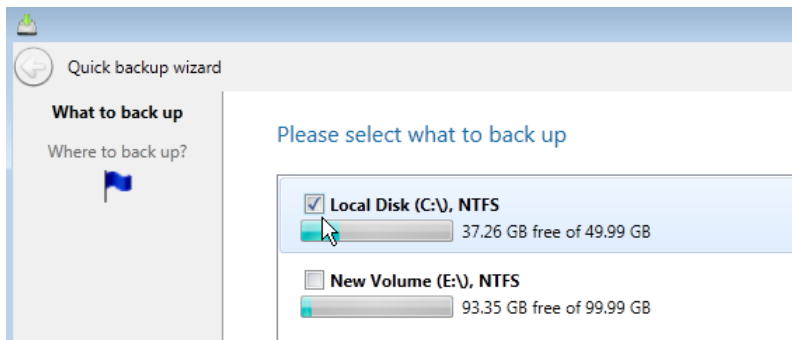 Quick backup wizard
What to back up
Where to back up?
Please select what to back up
Local Disk (C:\), NTFS
37.26 GB free of 49.99 GB
New Volume (E:\), NTFS
93.35 GB free of 99.99 GB